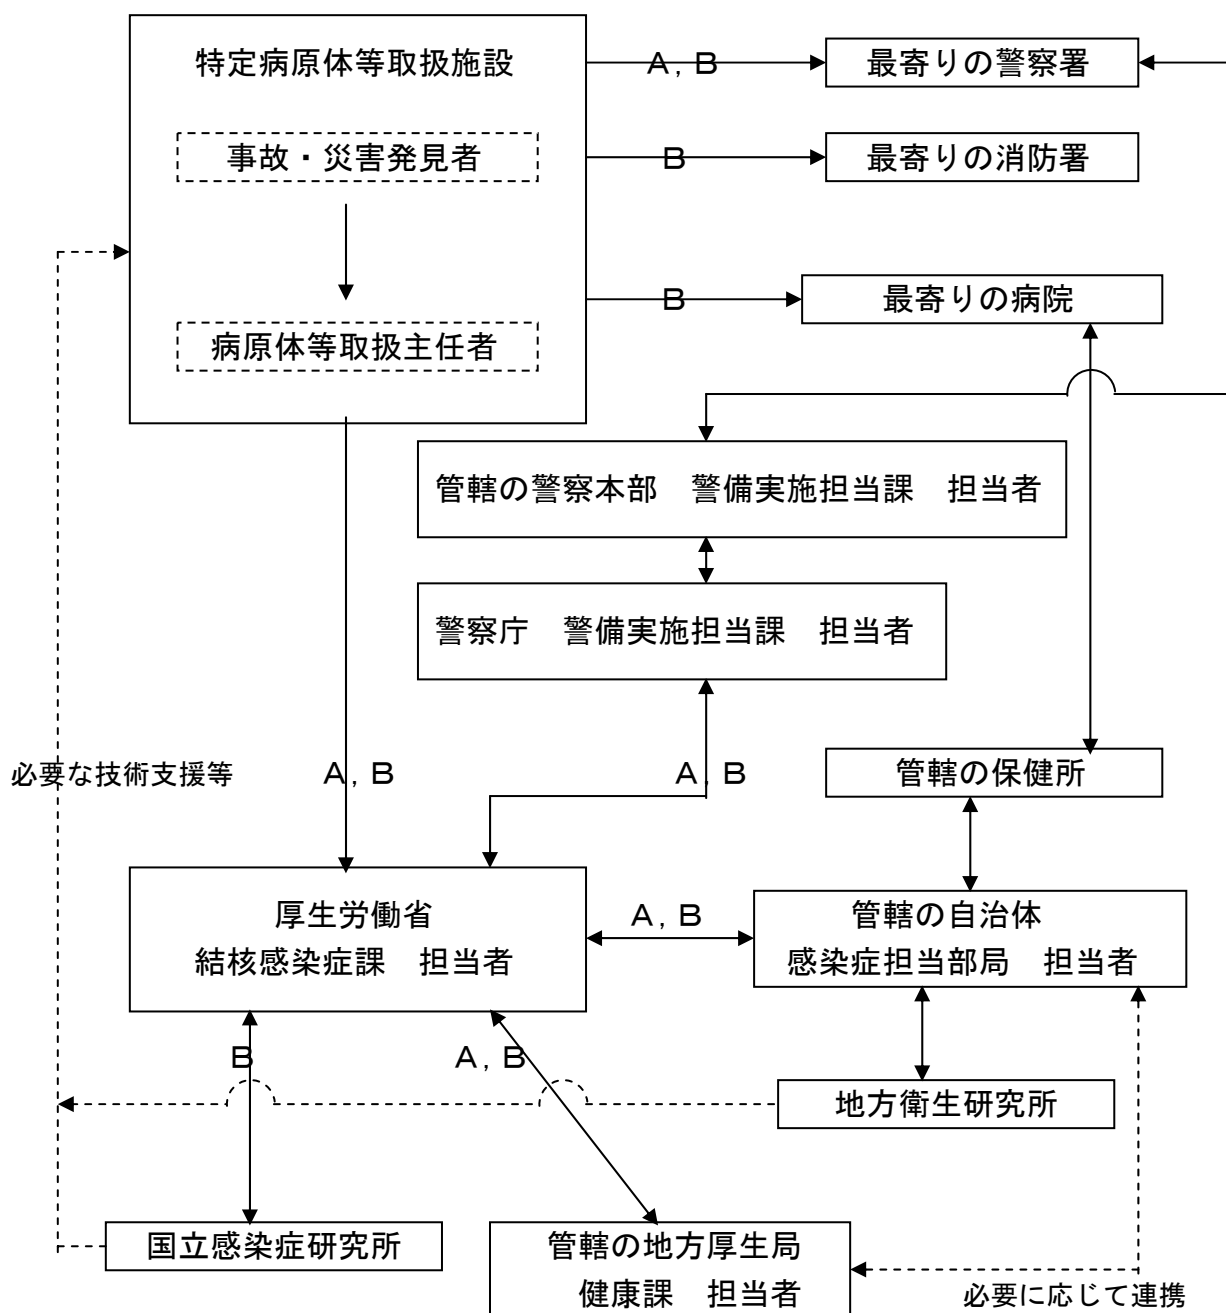 特定病原体等取扱施設
A，B
最寄りの警察署
事故・災害発見者
B
最寄りの消防署
B
最寄りの病院
病原体等取扱主任者
管轄の警察本部　警備実施担当課　担当者
警察庁　警備実施担当課　担当者
必要な技術支援等
A，B
A，B
管轄の保健所
厚生労働省
結核感染症課　担当者
A，B
管轄の自治体
感染症担当部局　担当者
B
A，B
地方衛生研究所
国立感染症研究所
管轄の地方厚生局
健康課　担当者
必要に応じて連携